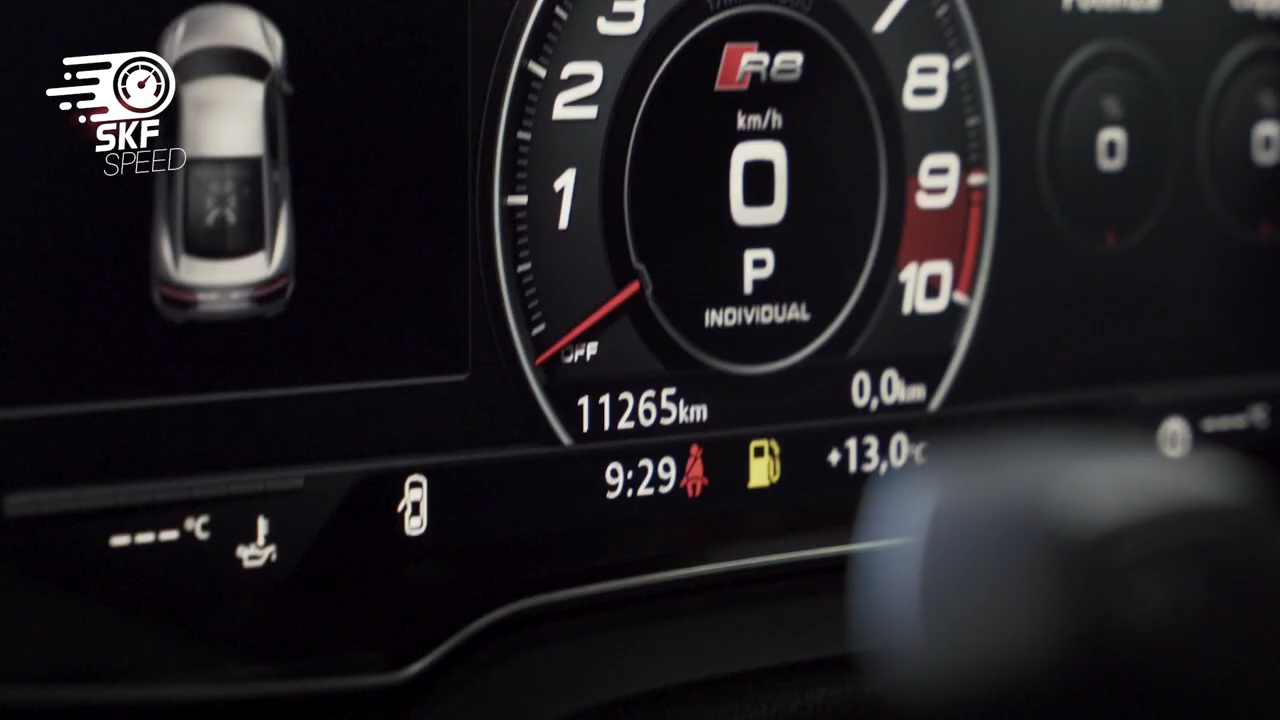 SKF
SPEED
3
2
1
OFF
7
8
9
10
R8
km/h
0
P
INDIVIDUAL
11265km
0,0km
9:29
+13,0°C
---°C
0
0
---°C